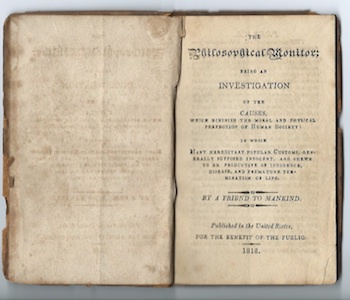 THE
Philosophical Monitor;
BEING AN
INVESTIGATION
OF THE
CAUSES,
WHICH DIMINISH THE MORAL AND PHYSICAL
PERFECTION OF HUMAN SOCIETY:
IN WHICH
MANY HEREDITARY POPULAR CUSTOMS, GEN-
ERALLY SUPPOSED INNOCENT, ARE SHEWN
TO BE PRODUCTIVE OF INDIGENCE,
DISEASE, AND PREMATURE TER-
MINATION OF LIFE.
BY A FRIEND TO MANKIND.
Published in the United States,
FOR THE BENEFIT OF THE PUBLIC.
1816.